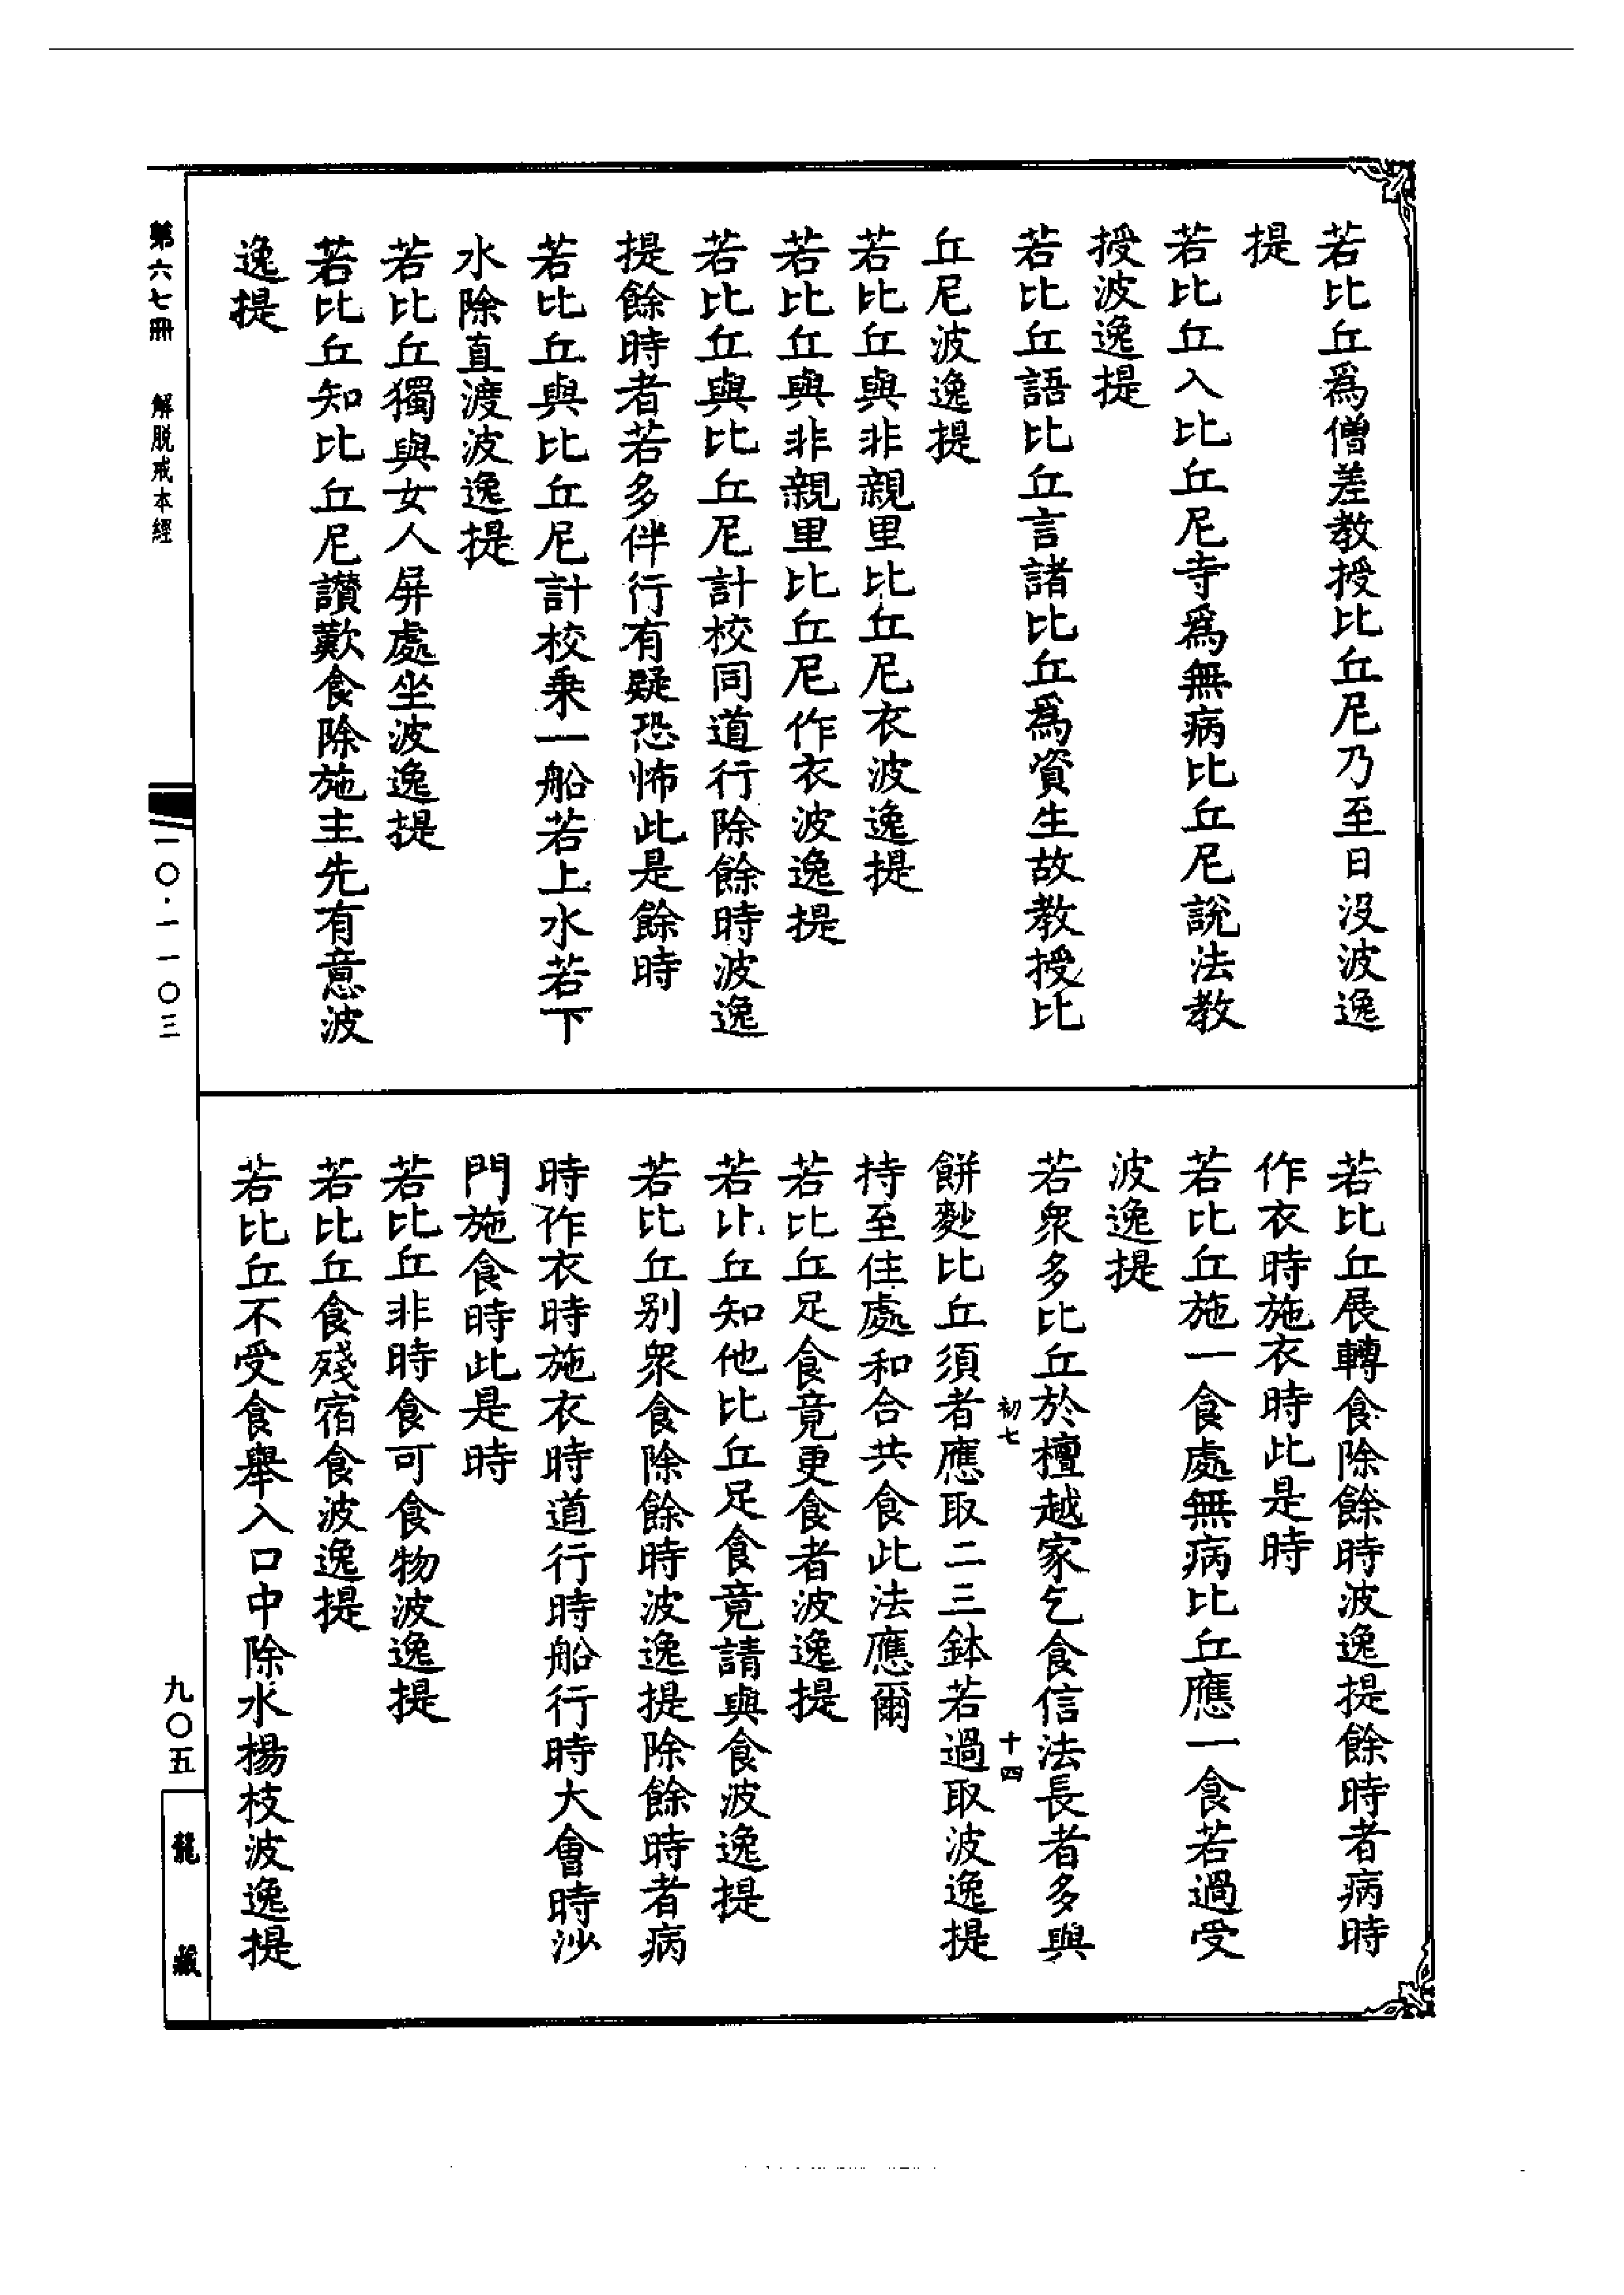 若比丘爲僧差教授比丘尼乃至日沒波逸
提
若比丘入比丘尼寺爲無病比丘尼說法教
授波逸提
若比丘語比丘言諸比丘爲資生故教授比
丘尼波逸提
若比丘與非親里比丘尼衣波逸提
若比丘與非親里比丘尼作衣波逸提
若比丘與比丘尼計校同道行除餘時波逸
提餘時者若多伴行有疑恐怖此是餘時
若比丘與比丘尼計校乗一船若上水若下
水除直渡波逸提
若比丘獨與女人屏處坐波逸提
若比丘知比丘尼讚歎食除施主先有意波
逸提
若比丘展轉食除餘時波逸提餘時者病時
作衣時施衣時此是時
若比丘施一食處無病比丘應一食若過受
波逸提
若衆多比丘於檀越家乞食信法長者多與
初七 十四
餅麨比丘須者應取二三鉢若過取波逸提
持至住處和合共食此法應爾
若比丘足食竟更食者波逸提
若比丘知他比丘足食竟請與食波逸提
若比丘别衆食除餘時波逸提除餘時者病
時作衣時施衣時道行時船行時大會時沙
門施食時此是時
若比丘非時食可食物波逸提
若比丘食殘宿食波逸提
若比丘不受食舉入口中除水楊枝波逸提
第六七冊 解脱戒本經
一〇·一一〇三
九〇五
龍藏